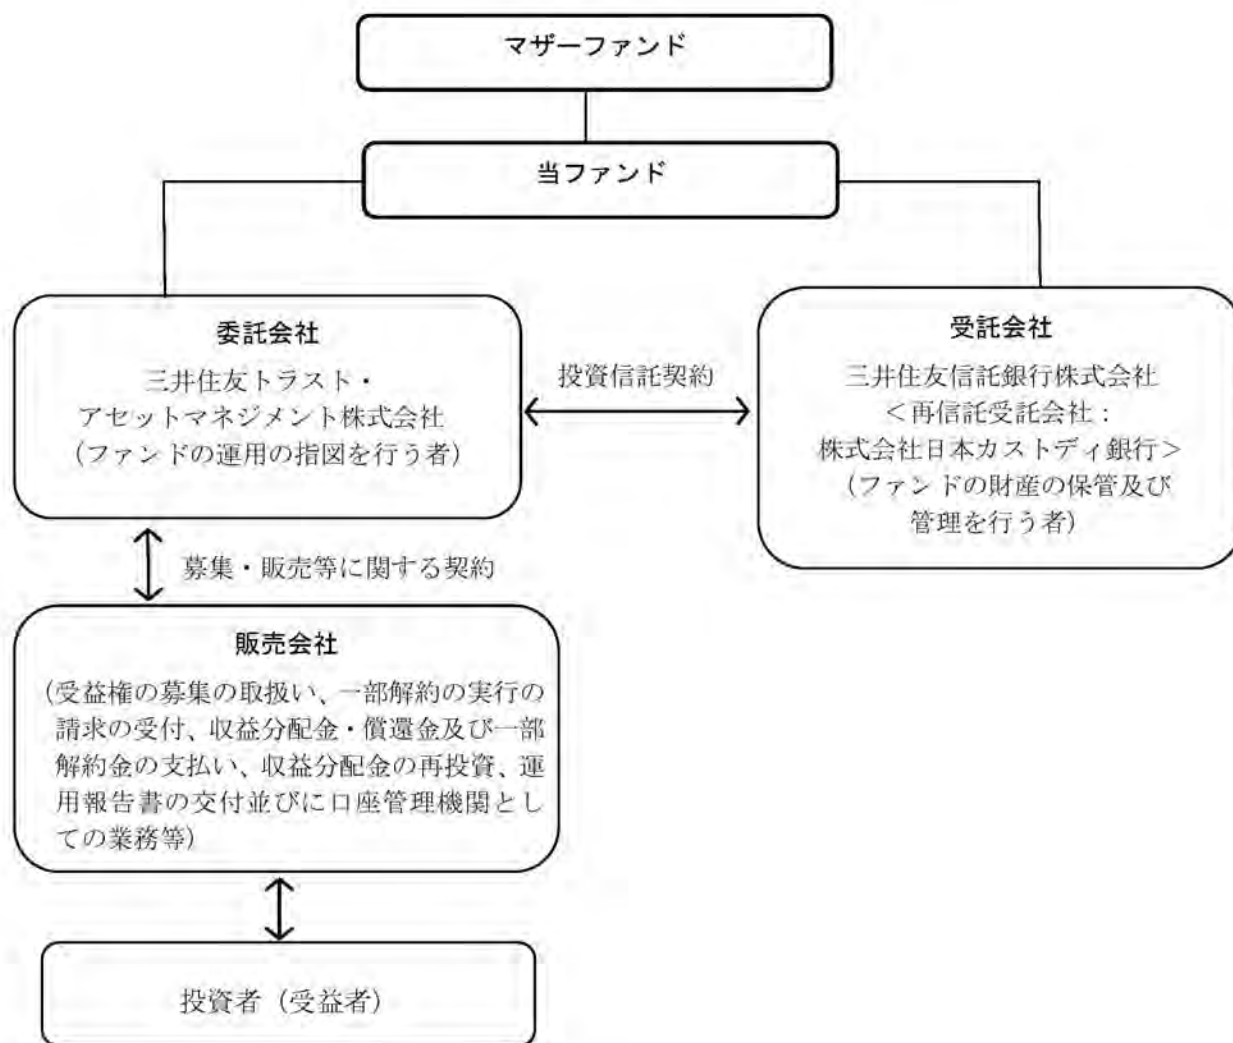 マザーファンド
当ファンド
委託会社
三井住友トラスト・
アセットマネジメント株式会社
（ファンドの運用の指図を行う者）
投資信託契約
受託会社
三井住友信託銀行株式会社
＜再信託受託会社：
株式会社日本カストディ銀行＞
（ファンドの財産の保管及び
管理を行う者）
募集・販売等に関する契約
販売会社
（受益権の募集の取扱い、一部解約の実行の
請求の受付、収益分配金・償還金及び一部
解約金の支払い、収益分配金の再投資、運
用報告書の交付並びに口座管理機関とし
ての業務等）
投資者（受益者）